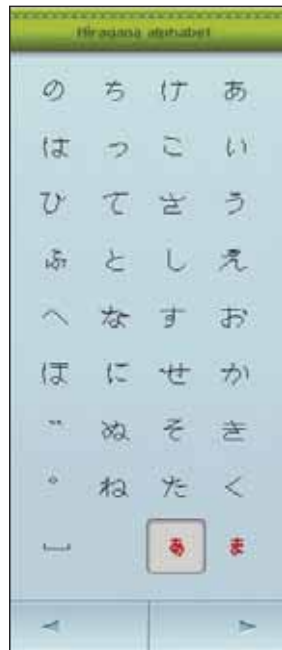 Hiragana alphabet
の ち け あ
は つ こ い
ひ て さ う
ふ と し え
へ な す お
ほ に せ か
゛ ぬ そ き
゜ ね た く
あ ま